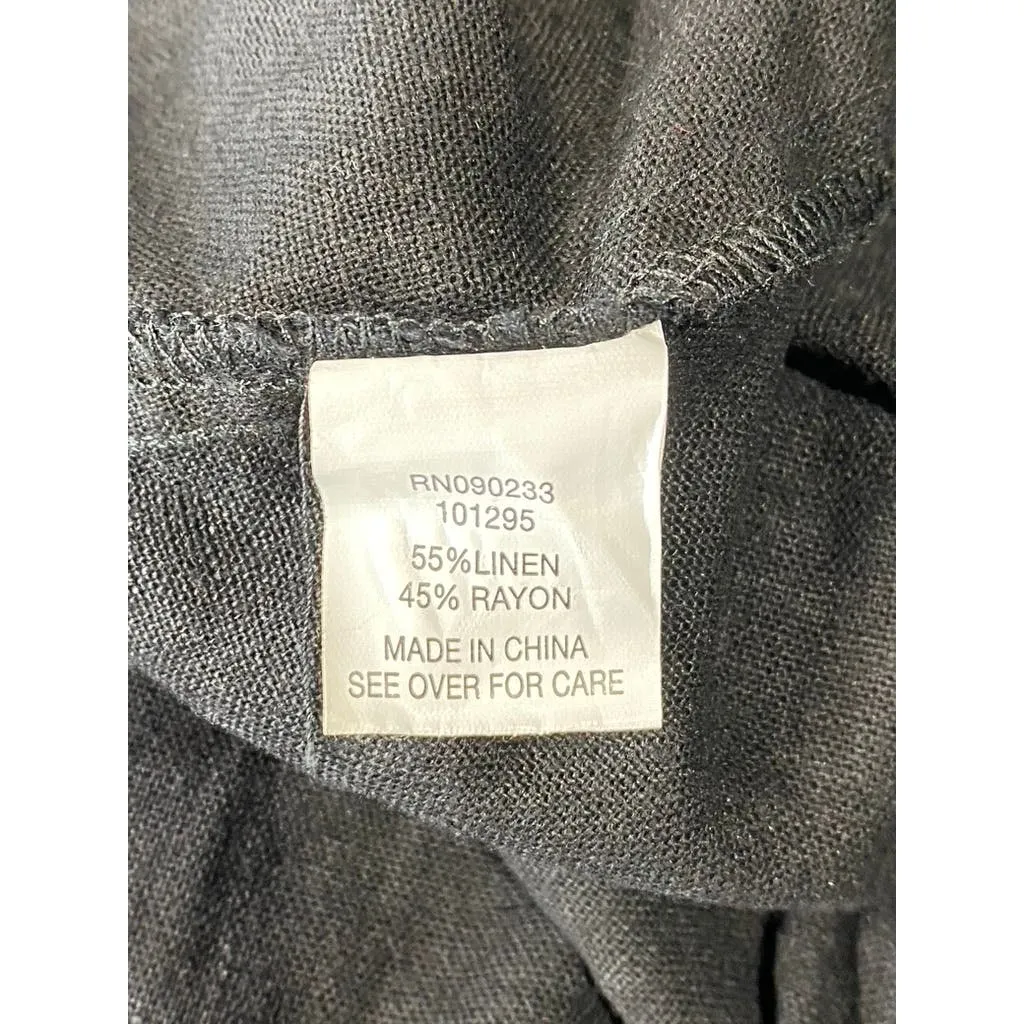 RN090233
101295
55%LINEN
45% RAYON
MADE IN CHINA
SEE OVER FOR CARE